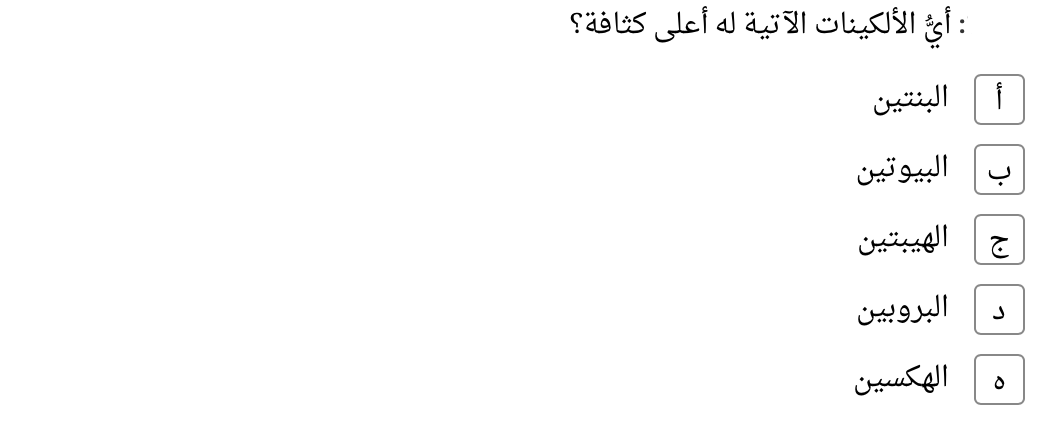 : أيُّ الألكينات الآتية له أعلى كثافة؟
أ البنتين
ب البيوتين
ج الهيبتين
د البروبين
ه الهكسين